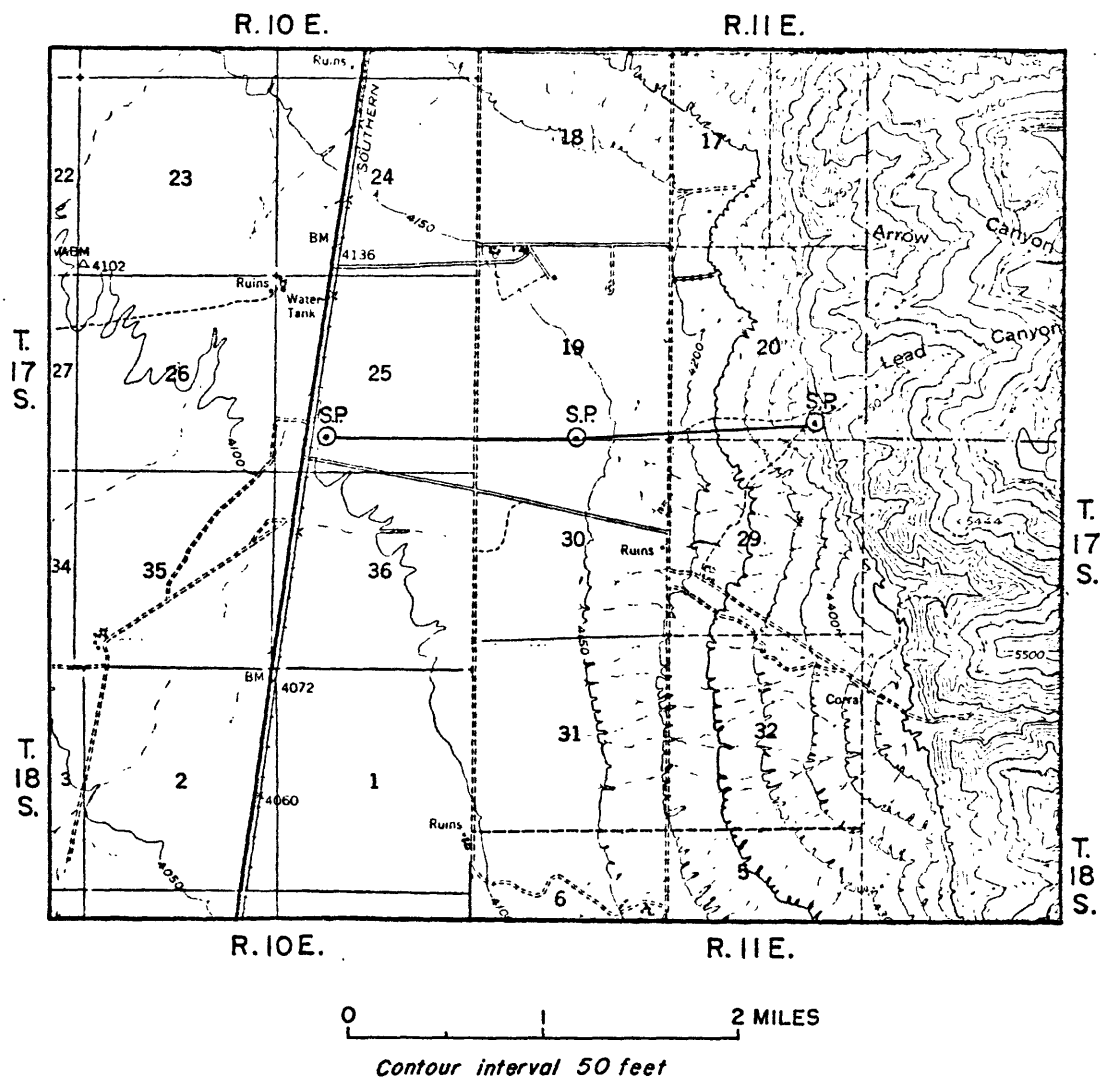 R. 10 E.
R. 11 E.
Ruins
SOUTHERN
18
17
22
23
24
4150
Arrow
Canyon
BM
4136
VABM
4102
Ruins
Water
Tank
Canyon
19
20
Lead
4200
T.
17
S.
27
26
25
S.P.
S.P.
S.P.
4100
5444
T.
17
S.
34
35
36
30
Ruins
29
4400
4150
5500
BM
4072
Corral
T.
18
S.
3
2
1
31
32
4060
Ruins
4050
5
6
T.
18
S.
R. 10 E.
R. 11 E.
0
1
2 MILES
Contour interval 50 feet